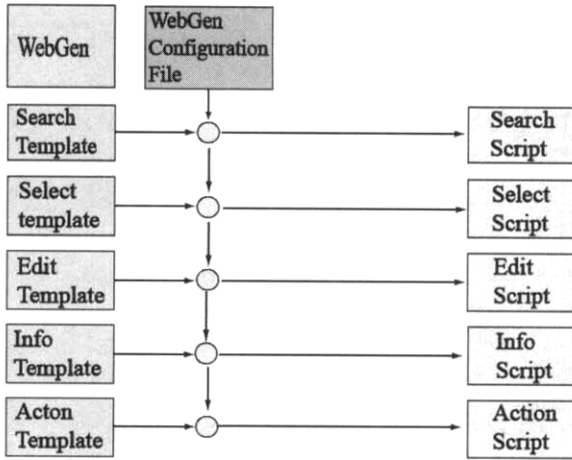 WebGen
WebGen
Configuration
File
Search
Template
Search
Script
Select
template
Select
Script
Edit
Template
Edit
Script
Info
Template
Info
Script
Acton
Template
Action
Script